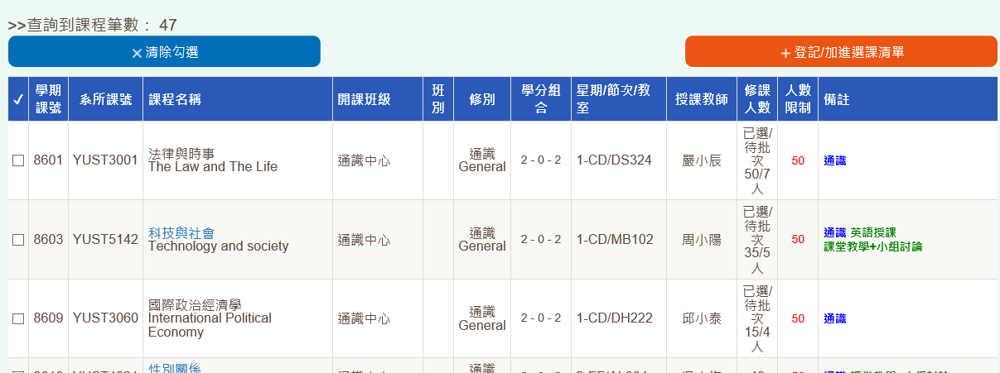 >>查詢到課程筆數： 47
×清除勾選
＋登記/加進選課清單
✓ 學期課號 系所課號 課程名稱 開課班級 班別 修別 學分組合 星期/節次/教室 授課教師 修課人數 人數限制 備註
8601 YUST3001 法律與時事
The Law and The Life
通識中心
通識
General
2 - 0 - 2
1-CD/DS324
嚴小辰
已選/
待批
次
50/7
人
50
通識
8603 YUST5142 科技與社會
Technology and society
通識中心
通識
General
2 - 0 - 2
1-CD/MB102
周小陽
已選/
待批
次
35/5
人
50
通識 英語授課
課堂教學+小組討論
8609 YUST3060 國際政治經濟學
International Political
Economy
通識中心
通識
General
2 - 0 - 2
1-CD/DH222
邱小泰
已選/
待批
次
15/4
人
50
通識
性別關係
通識